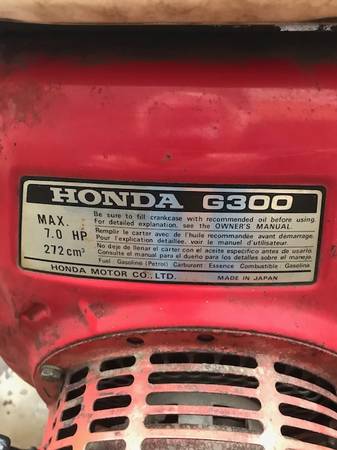 HONDA G300
MAX.
7.0 HP
272 cm³
Be sure to fill crankcase with recommended oil before using.
For detailed explanation, see the OWNER'S MANUAL.
Remplir le carter avec de l'huile recommandée avant démarrage.
Pour l'explication detaillée, voir le manuel d'utilisateur.
No deje de llenar el cárter con el aceite especifico antes de usarlo.
Consulte el manual para el dueño para los detalles sobre el manejo.
Fuel: Gasoline (Petrol) Carburant: Essence Combustible: Gasolina
HONDA MOTOR CO., LTD. MADE IN JAPAN